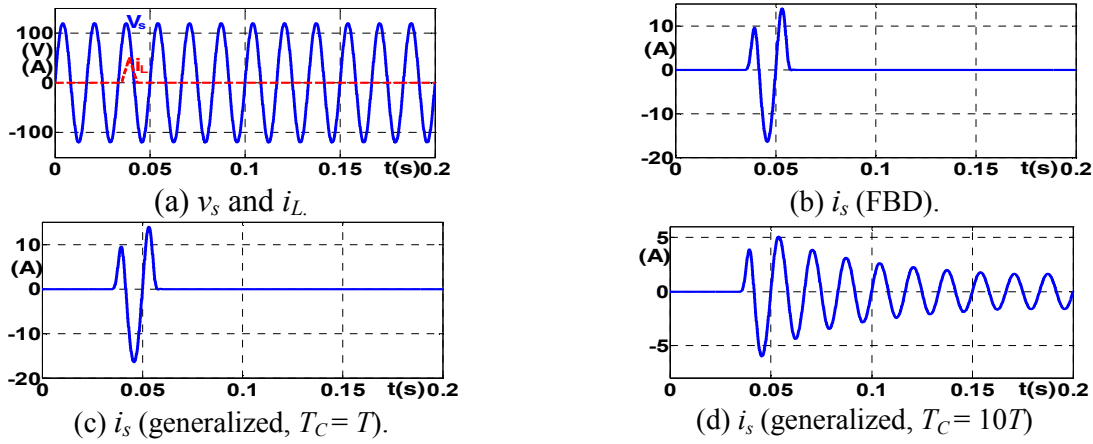 100
(V)
(A)
0
-100
Vs
iL
0 0.05 0.1 0.15 t(s) 0.2
(a) vs and iL.
10
(A)
0
-10
-20
0 0.05 0.1 0.15 t(s) 0.2
(b) is (FBD).
10
(A)
0
-10
-20
0 0.05 0.1 0.15 t(s) 0.2
(c) is (generalized, TC = T).
5
(A)
0
-5
0 0.05 0.1 0.15 t(s) 0.2
(d) is (generalized, TC = 10T)